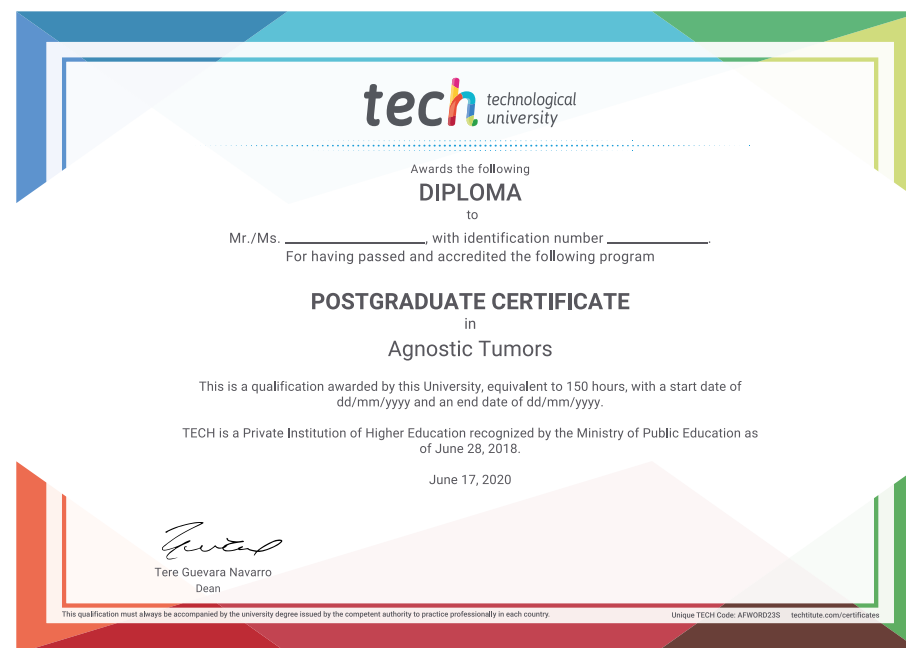 tech technological
university
Awards the following
DIPLOMA
to
Mr./Ms. ____________, with identification number ____________.
For having passed and accredited the following program
POSTGRADUATE CERTIFICATE
in
Agnostic Tumors
This is a qualification awarded by this University, equivalent to 150 hours, with a start date of
dd/mm/yyyy and an end date of dd/mm/yyyy.
TECH is a Private Institution of Higher Education recognized by the Ministry of Public Education as
of June 28, 2018.
June 17, 2020
Tere Guevara Navarro
Dean
This qualification must always be accompanied by the university degree issued by the competent authority to practice professionally in each country. Unique TECH Code: AFWORD23S techtitute.com/certificates